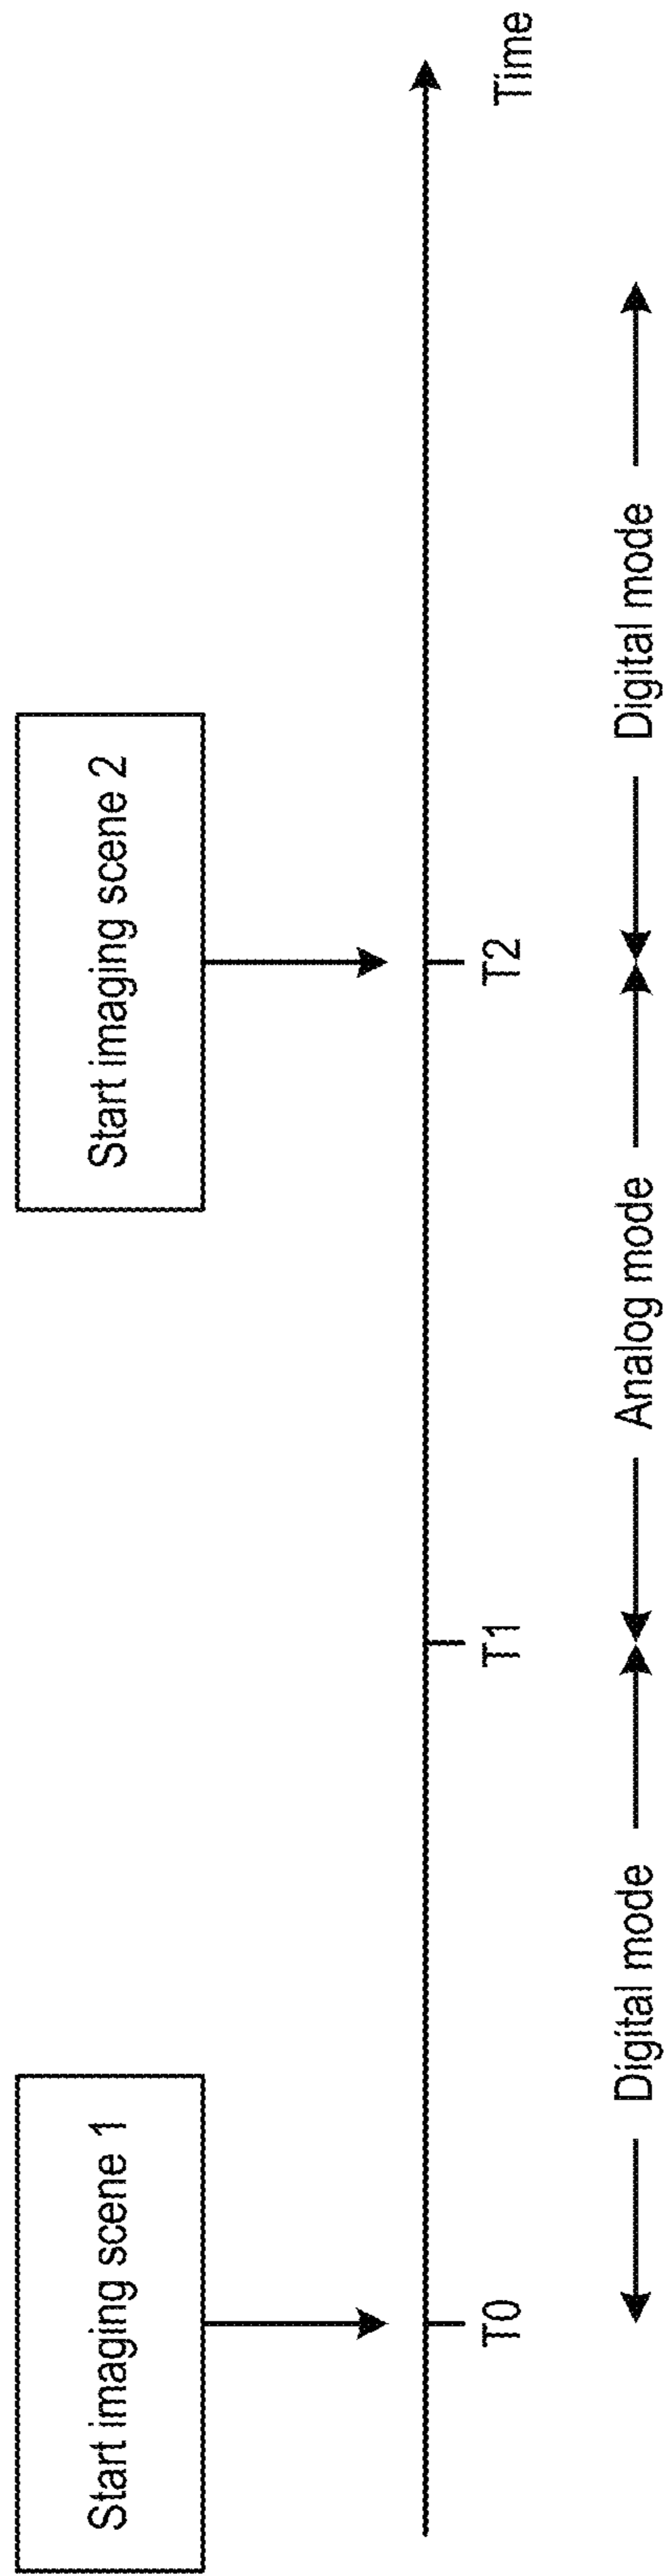 Start imaging scene 1
Start imaging scene 2
T0
T1
T2
Time
Digital mode
Analog mode
Digital mode